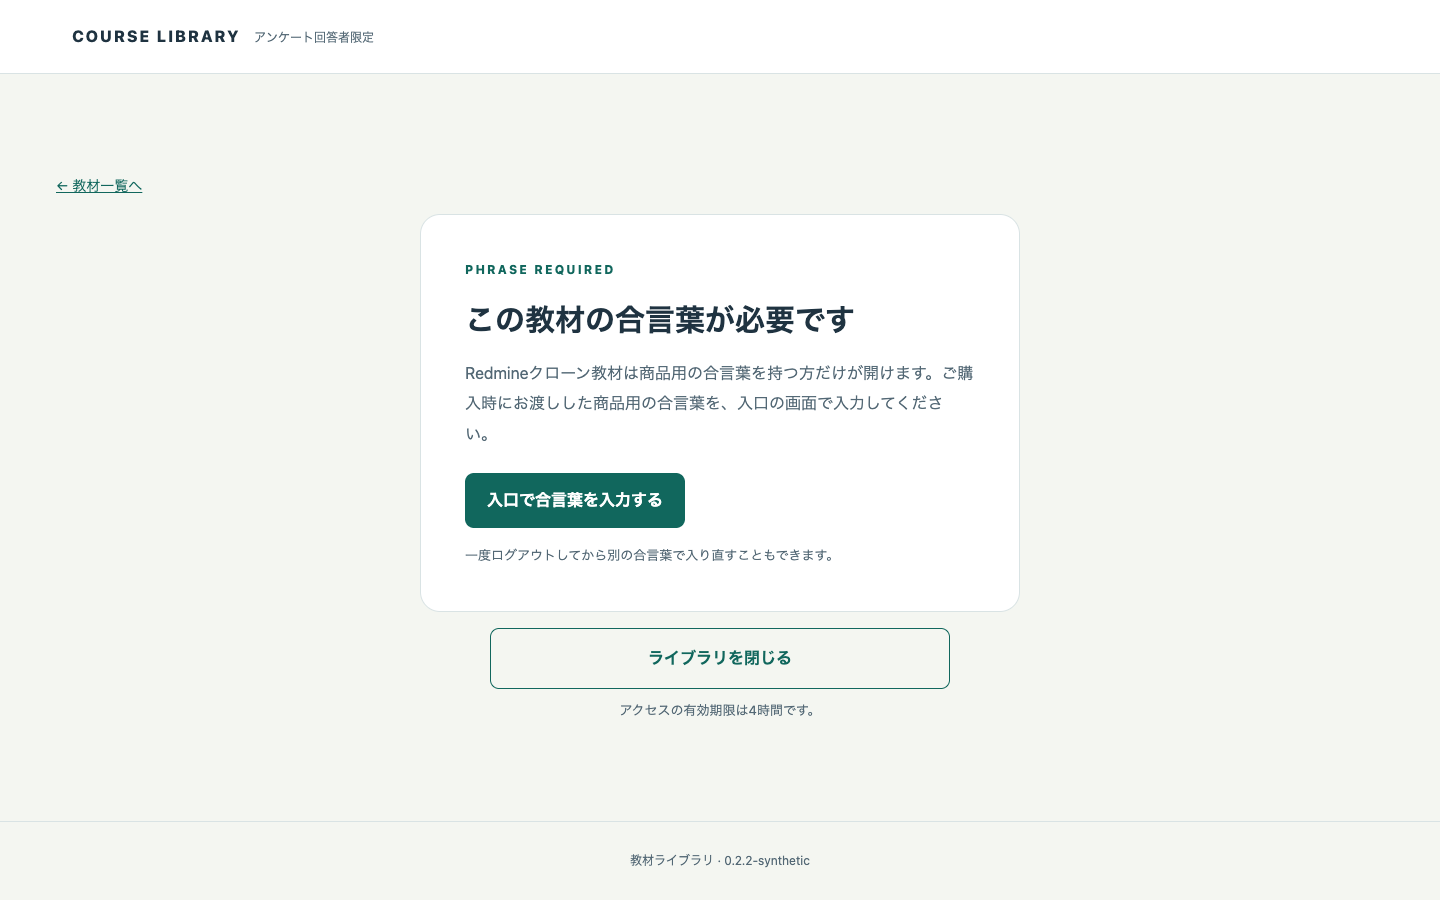 COURSE LIBRARY アンケート回答者限定
← 教材一覧へ
PHRASE REQUIRED
この教材の合言葉が必要です
Redmineクローン教材は商品用の合言葉を持つ方だけが開けます。ご購
入時にお渡しした商品用の合言葉を、入口の画面で入力してくださ
い。
入口で合言葉を入力する
一度ログアウトしてから別の合言葉で入り直すこともできます。
ライブラリを閉じる
アクセスの有効期限は4時間です。
教材ライブラリ · 0.2.2-synthetic